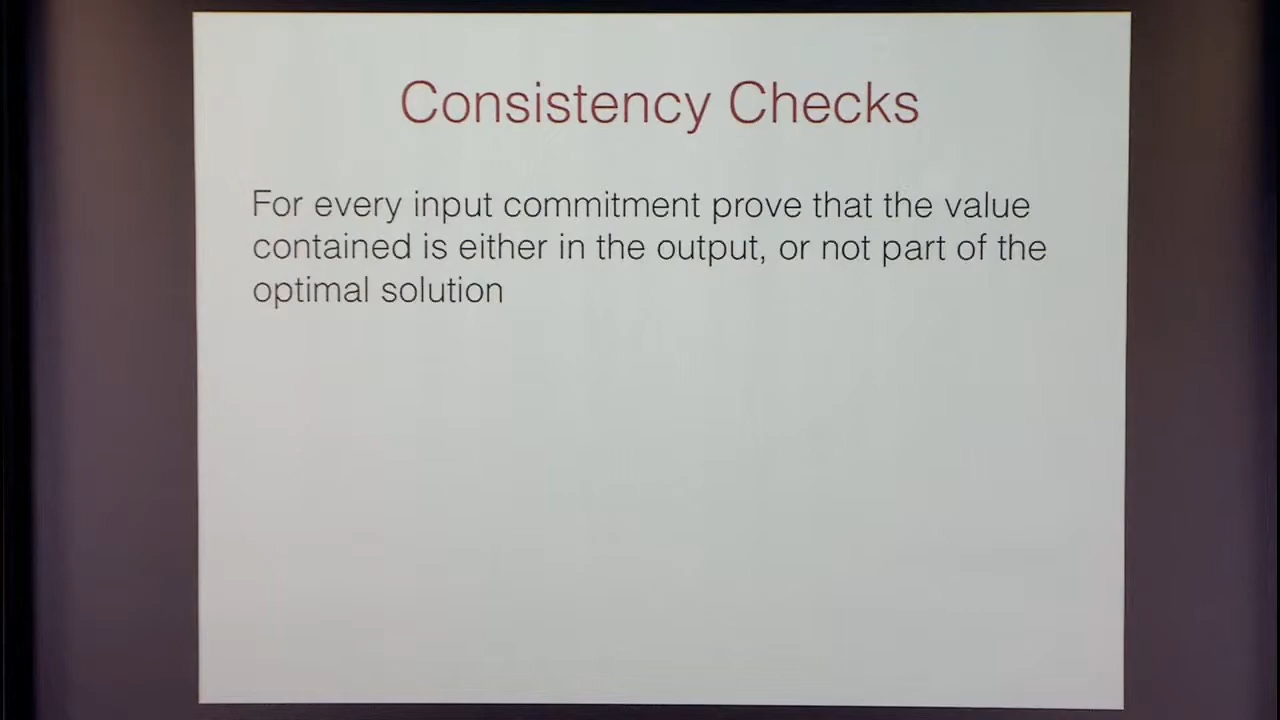 Consistency Checks
For every input commitment prove that the value
contained is either in the output, or not part of the
optimal solution